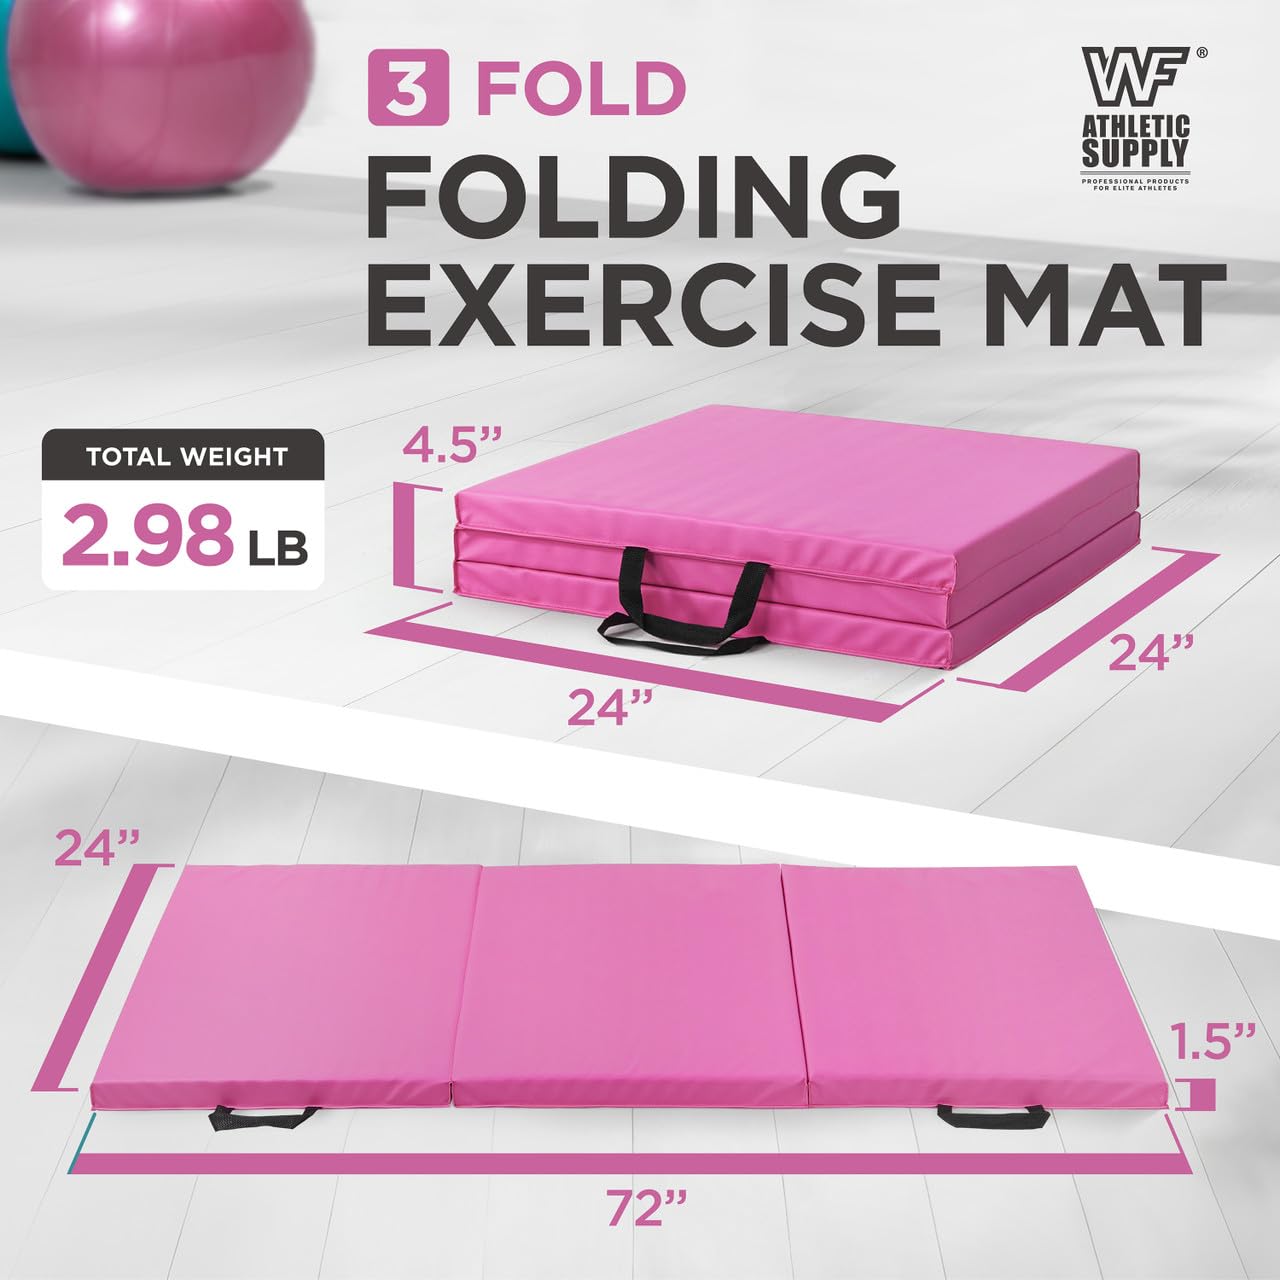 3 FOLD
FOLDING
EXERCISE MAT
WF®
ATHLETIC
SUPPLY
PROFESSIONAL PRODUCTS
FOR ELITE ATHLETES
TOTAL WEIGHT
2.98 LB
4.5”
24”
24”
24”
1.5”
72”